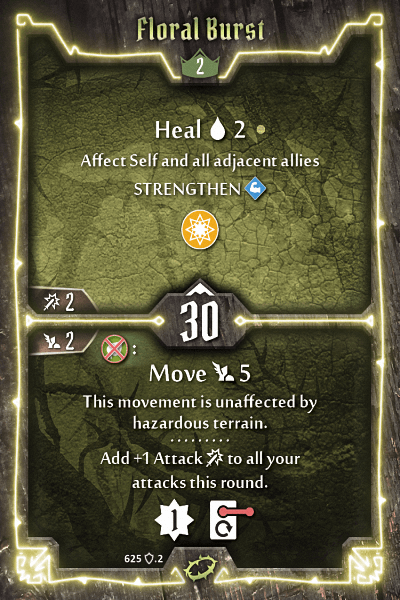 Floral Burst
2
Heal 2
Affect Self and all adjacent allies
STRENGTHEN
2
30
2
:
Move 5
This movement is unaffected by
hazardous terrain.
Add +1 Attack to all your
attacks this round.
1
625 .2